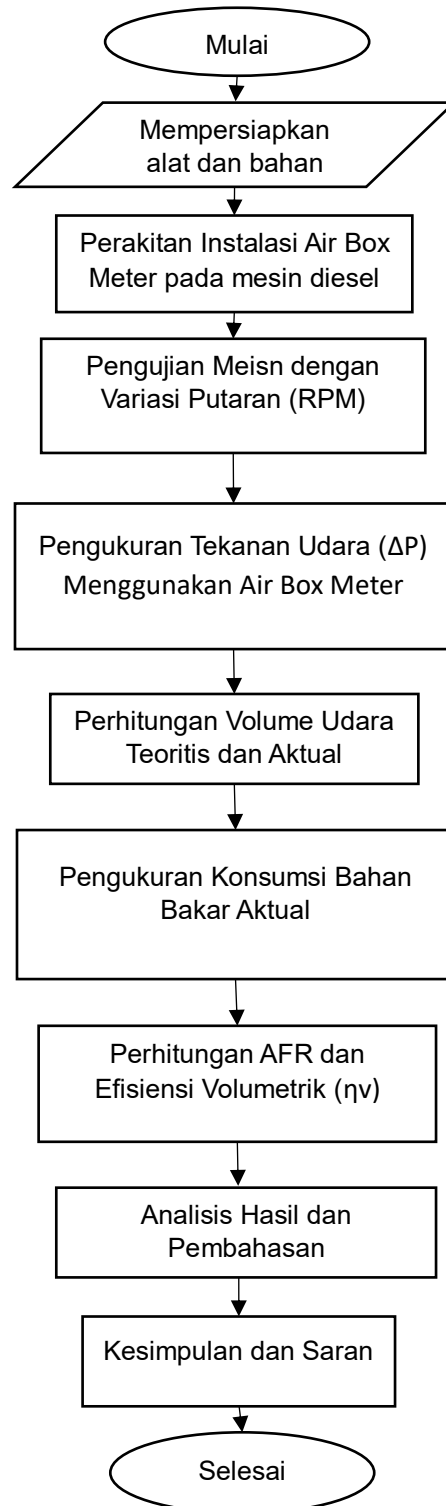 Mulai
Mempersiapkan
alat dan bahan
Perakitan Instalasi Air Box
Meter pada mesin diesel
Pengujian Meisn dengan
Variasi Putaran (RPM)
Pengukuran Tekanan Udara (ΔP)
Menggunakan Air Box Meter
Perhitungan Volume Udara
Teoritis dan Aktual
Pengukuran Konsumsi Bahan
Bakar Aktual
Perhitungan AFR dan
Efisiensi Volumetrik (ηv)
Analisis Hasil dan
Pembahasan
Kesimpulan dan Saran
Selesai